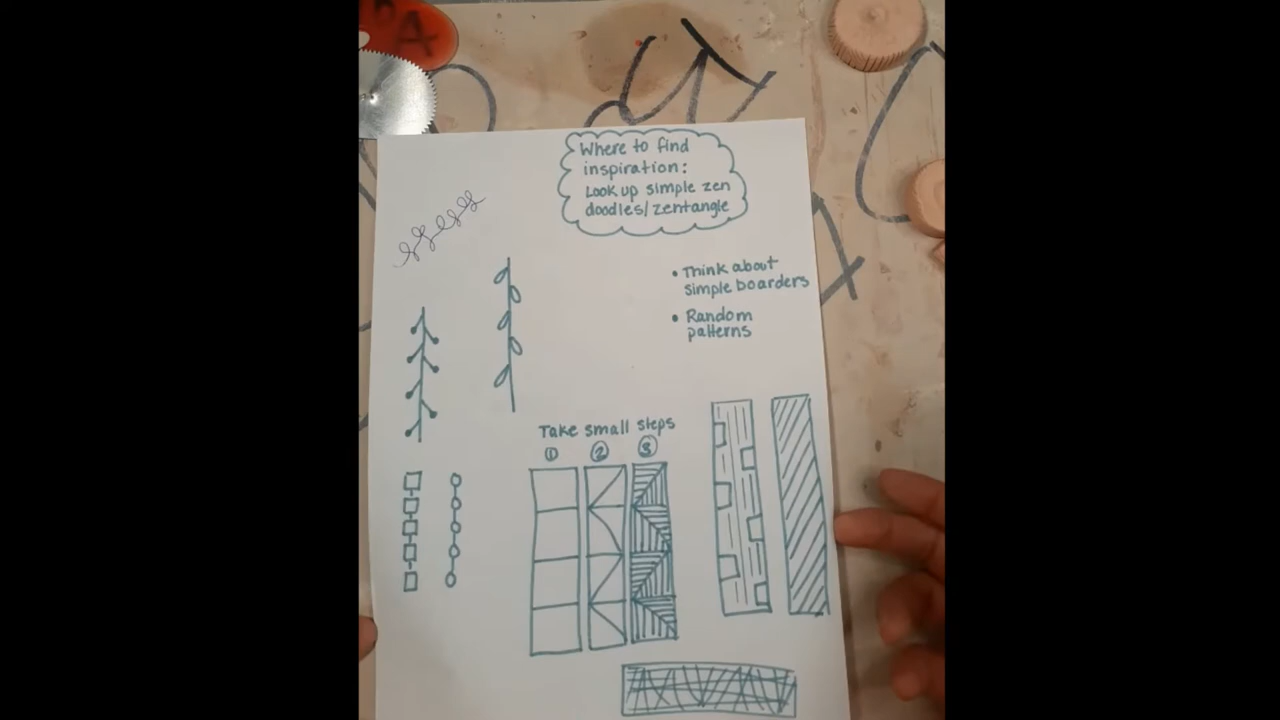 A
Where to find
inspiration:
Look up simple zen
doodles/zentangle
• Think about
simple boarders
• Random
patterns
Take small steps
① ② ③